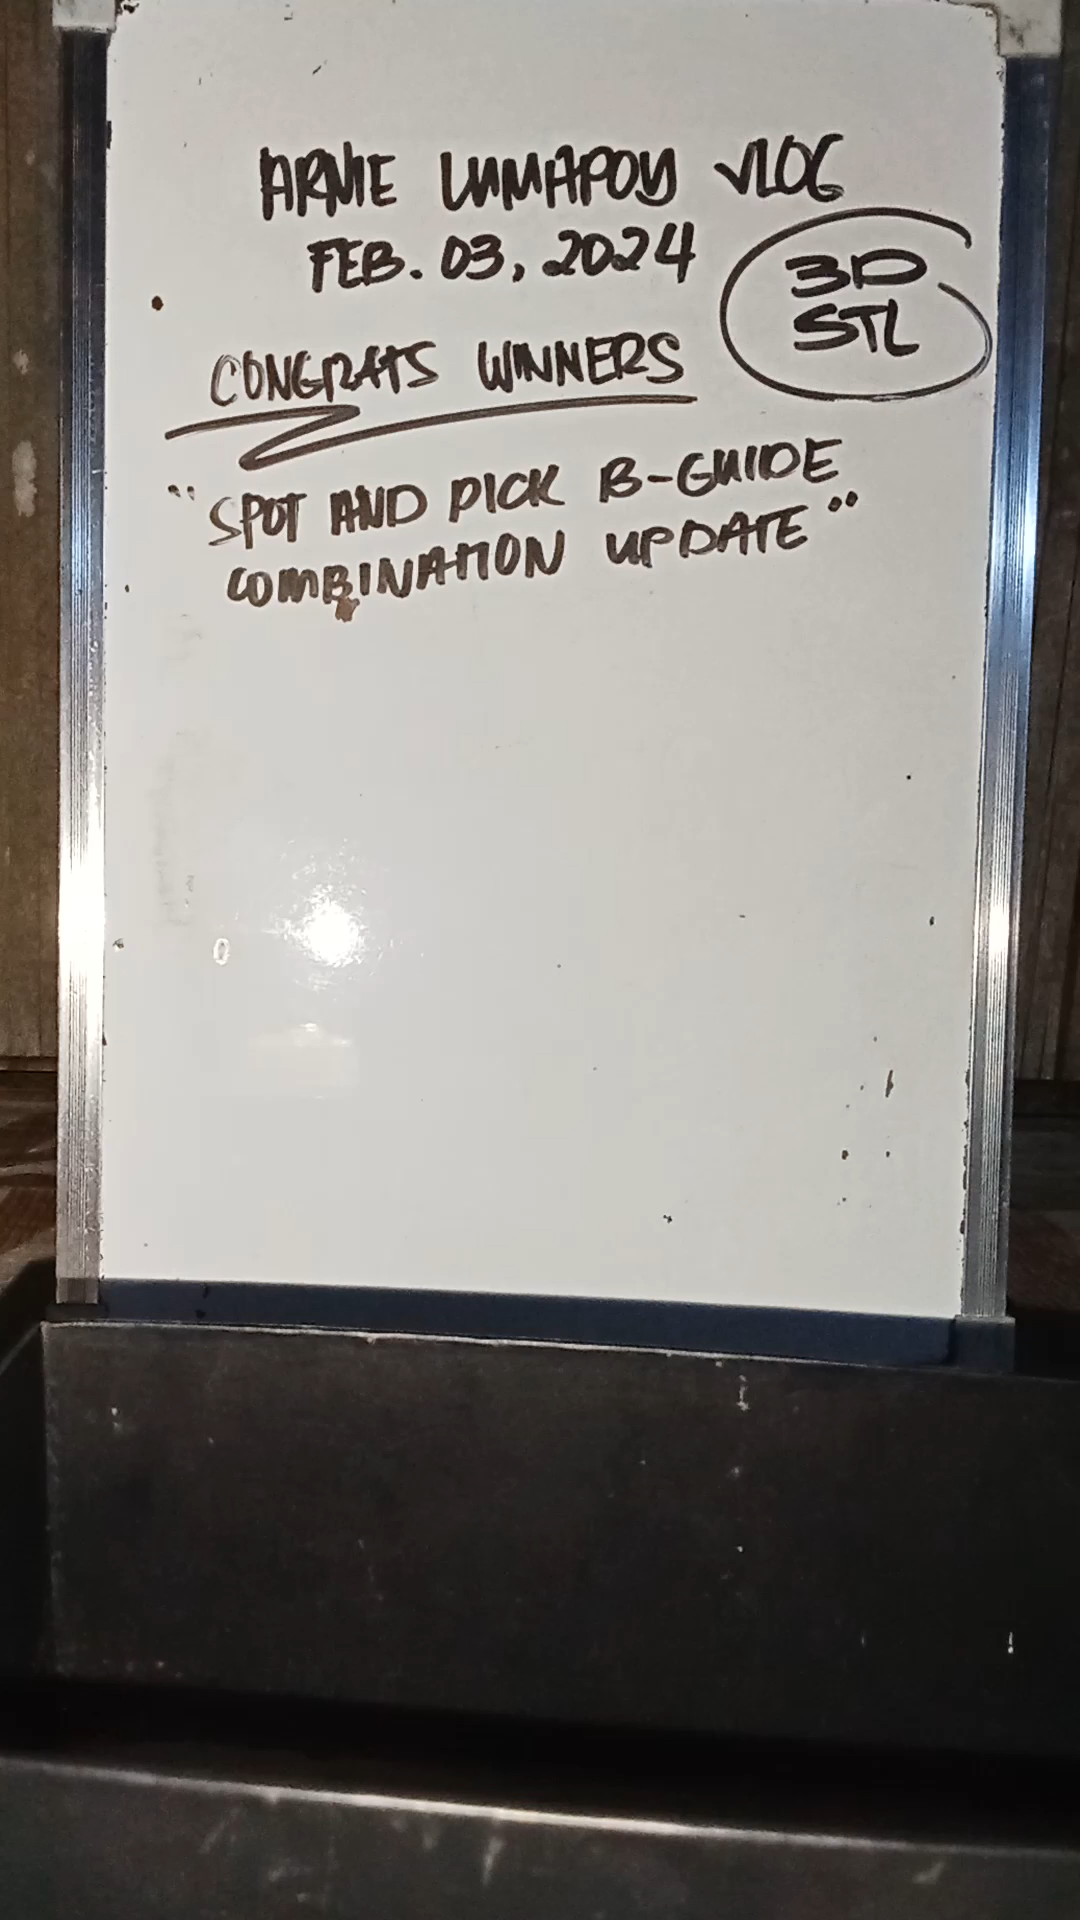 ARNIE LUMAPOY VLOG
FEB. 03, 2024
3D
STL
CONGRATS WINNERS
"SPOT AND PICK B-GUIDE
COMBINATION UPDATE"